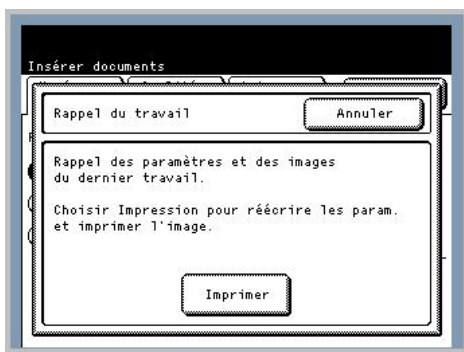 Insérer documents
Rappel du travail
Annuler
Rappel des paramètres et des images
du dernier travail.
Choisir Impression pour réécrire les param.
et imprimer l'image.
Imprimer